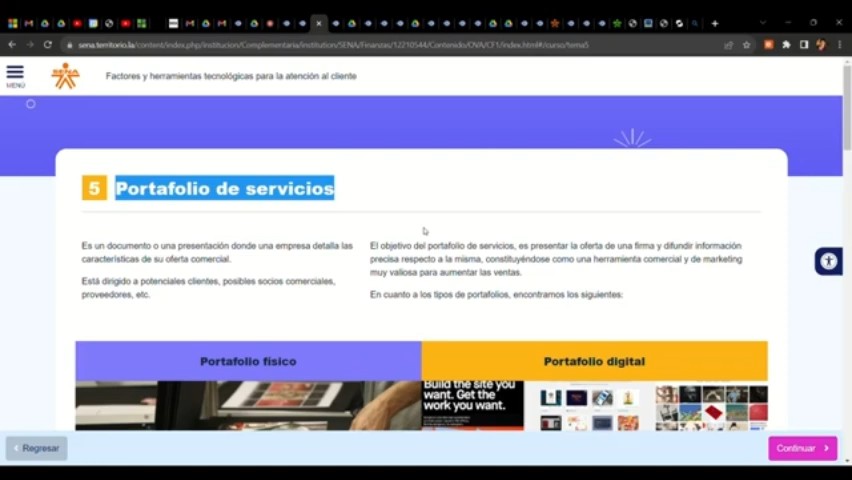 sena.territorio.la/content/index.php/institucion/Complementaria/institution/SENA/Finanzas/12210544/Contenido/OVA/CF1/index.html#/curso/tema5
MENÚ
SENA
Factores y herramientas tecnológicas para la atención al cliente
5 Portafolio de servicios
Es un documento o una presentación donde una empresa detalla las
características de su oferta comercial.
Está dirigido a potenciales clientes, posibles socios comerciales,
proveedores, etc.
El objetivo del portafolio de servicios, es presentar la oferta de una firma y difundir información
precisa respecto a la misma, constituyéndose como una herramienta comercial y de marketing
muy valiosa para aumentar las ventas.
En cuanto a los tipos de portafolios, encontramos los siguientes:
Portafolio físico
Portafolio digital
Build the site you
want. Get the
work you want.
Regresar
Continuar